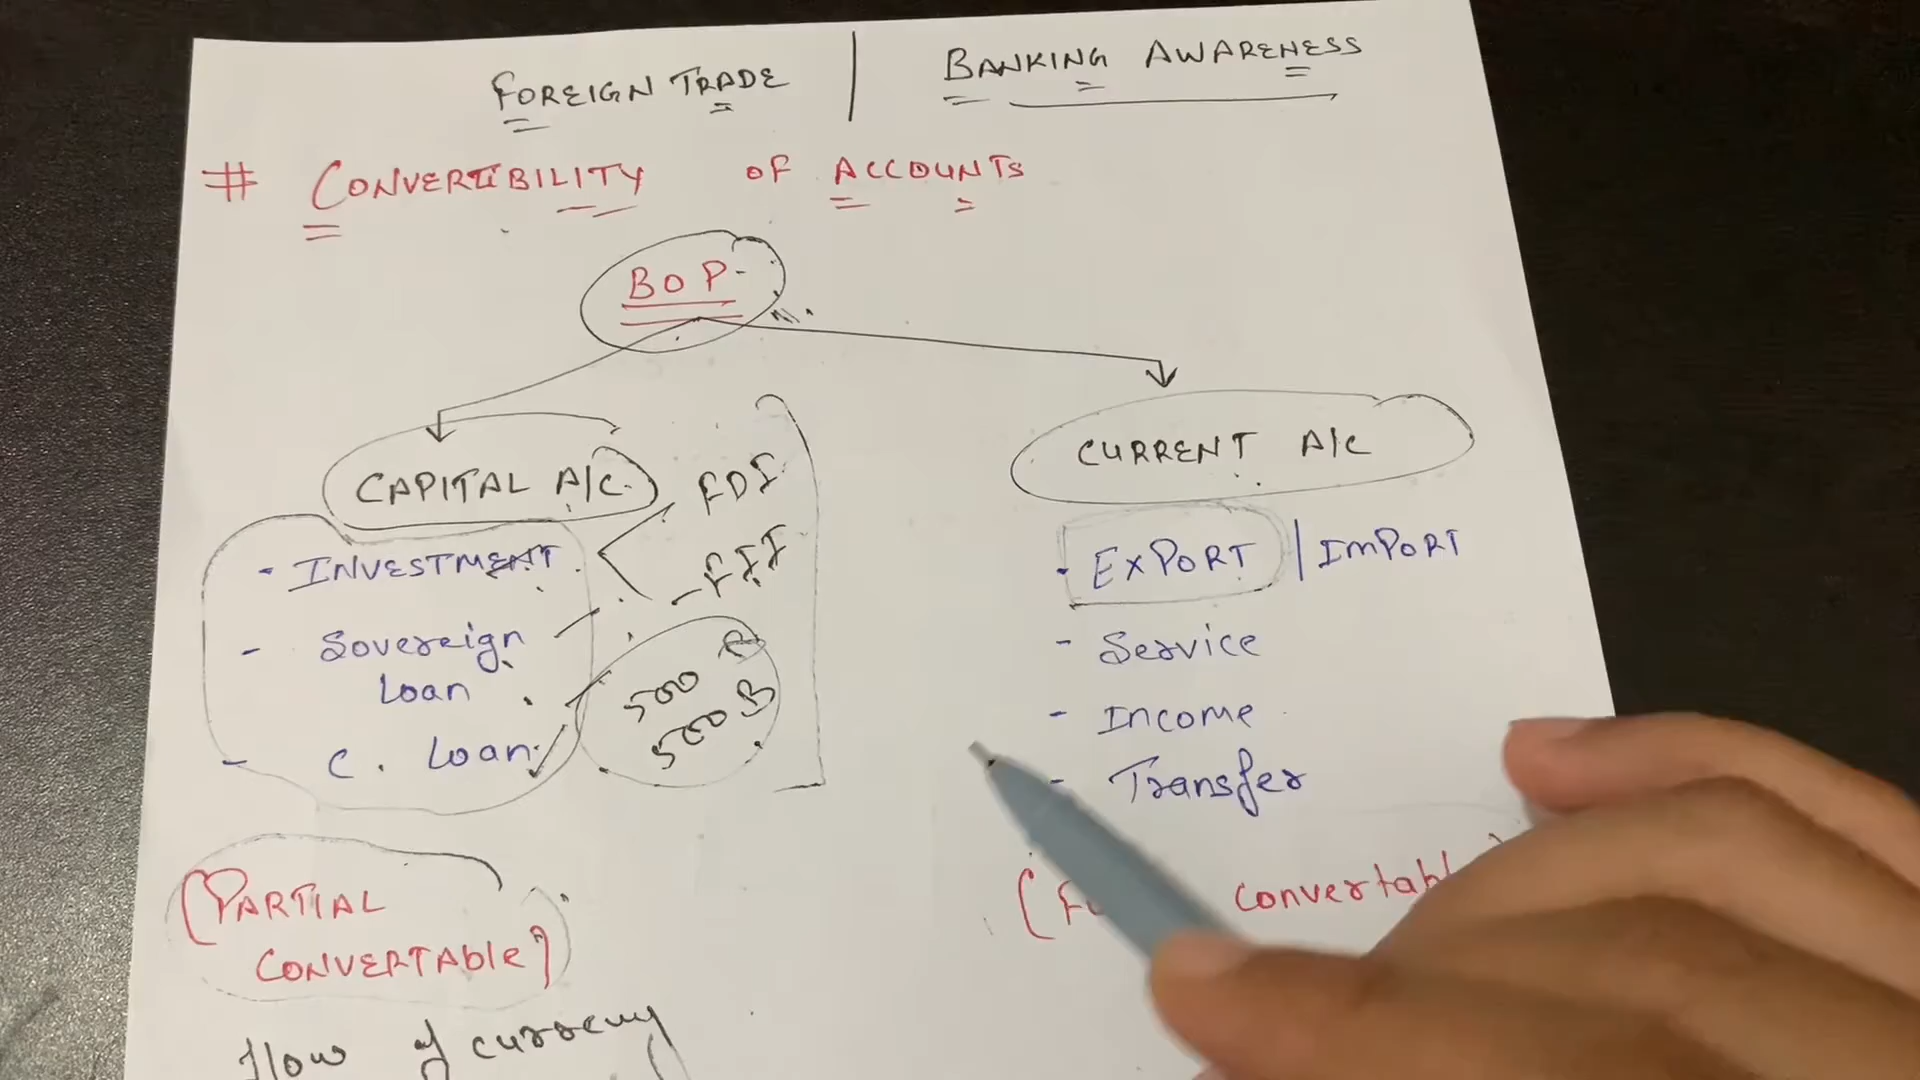 FOREIGN TRADE | BANKING AWARENESS
# CONVERTIBILITY OF ACCOUNTS
BOP
CAPITAL A/C
- INVESTMENT
FDI
- FII
- Sovereign
Loan
- C. Loan
500
500 B
(PARTIAL
CONVERTABLE)
flow of currency
CURRENT A/C
- EXPORT | IMPORT
- Service
- Income
- Transfer